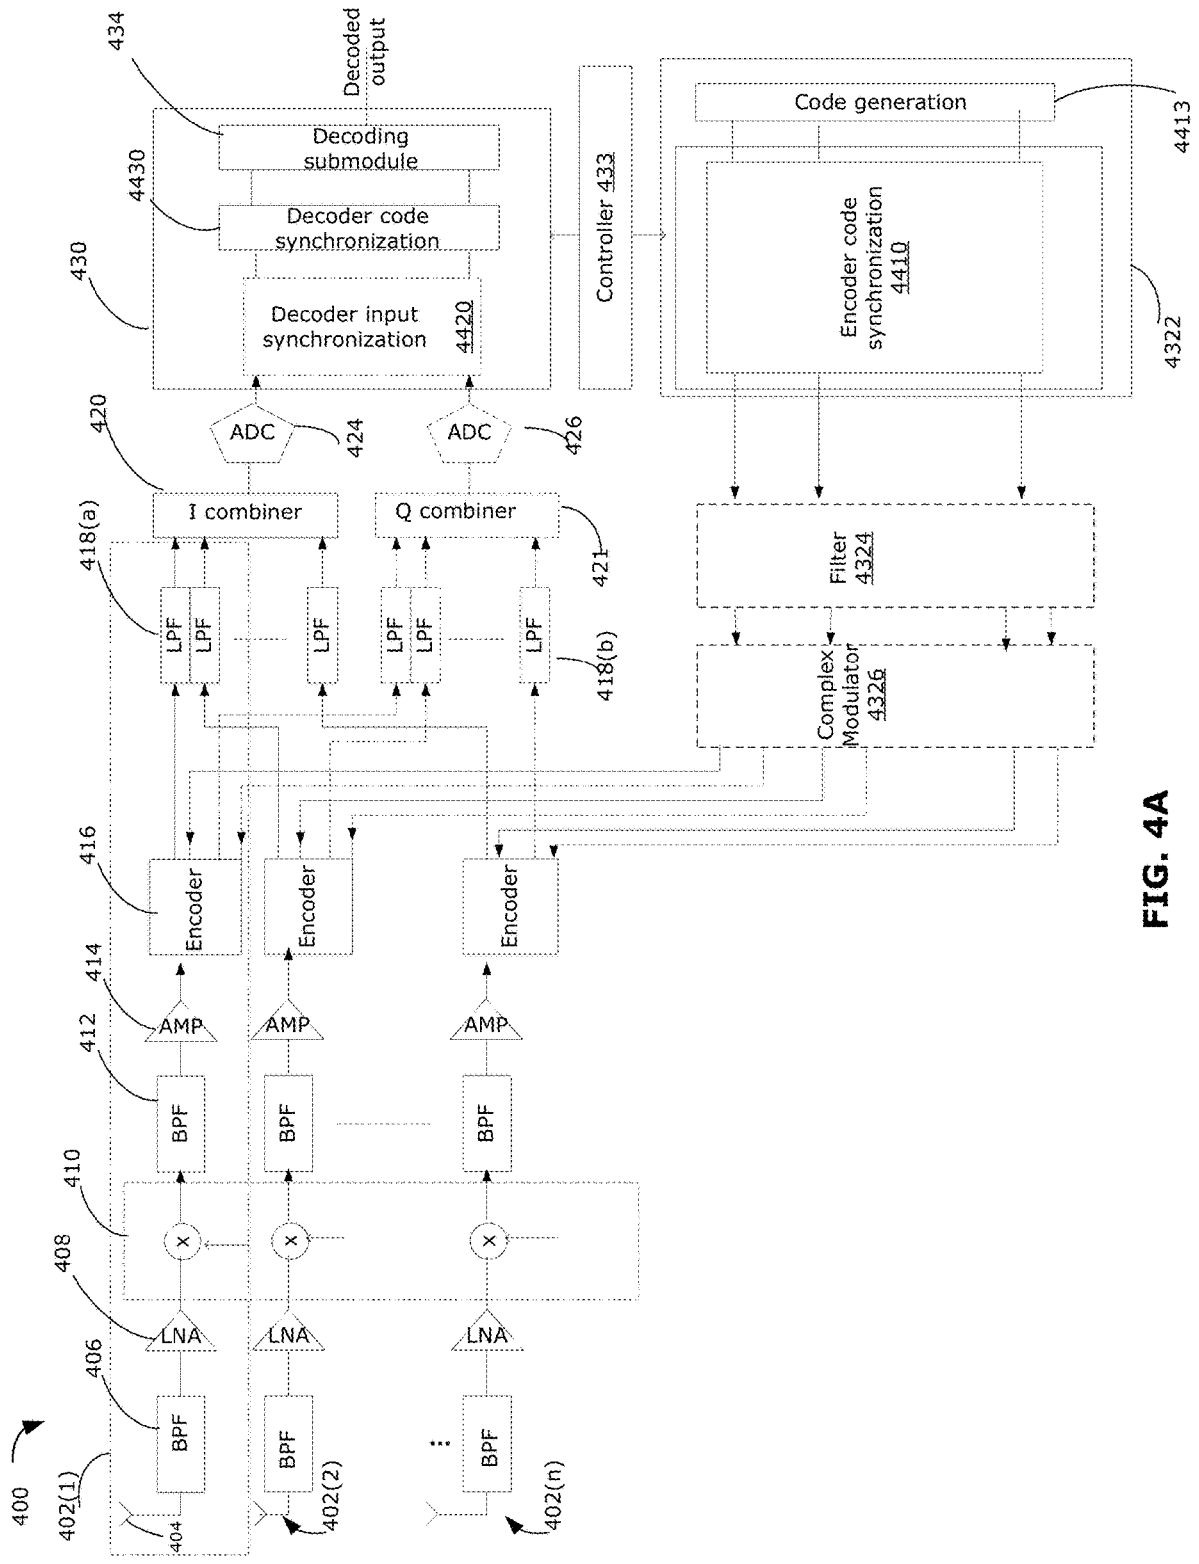 400
402(1)
404
406
BPF
408
LNA
410
x
412
BPF
414
AMP
416
Encoder
418(a)
LPF
LPF
LPF
420
I combiner
424
ADC
430
4430
434
Decoder input
synchronization
4420
Decoder code
synchronization
Decoding
submodule
Decoded
output
402(2)
BPF
LNA
x
BPF
AMP
Encoder
LPF
LPF
LPF
418(b)
Q combiner
421
ADC
426
Controller 433
...
402(n)
BPF
LNA
x
BPF
AMP
Encoder
Complex
Modulator
4326
Filter
4324
Encoder code
synchronization
4410
Code generation
4413
4322
FIG. 4A